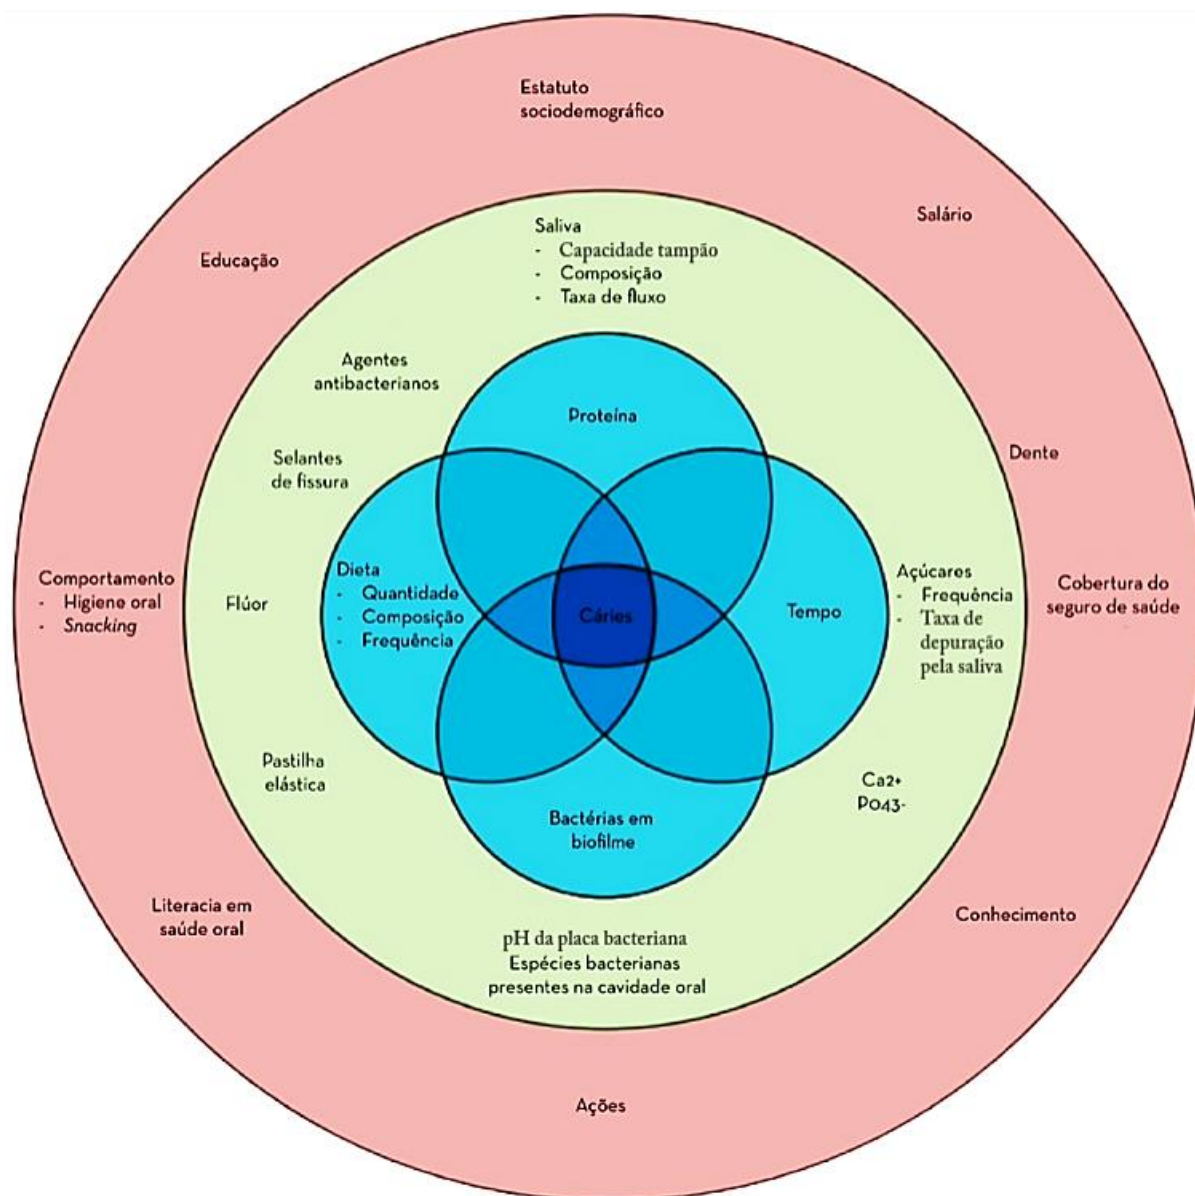 Estatuto
sociodemográfico
Salário
Educação
Saliva
- Capacidade tampão
- Composição
- Taxa de fluxo
Agentes
antibacterianos
Proteína
Selantes
de fissura
Dente
Comportamento
- Higiene oral
- Snacking
Flúor
Dieta
- Quantidade
- Composição
- Frequência
Cáries
Tempo
Açúcares
- Frequência
- Taxa de
depuração
pela saliva
Cobertura do
seguro de saúde
Pastilha
elástica
Ca2+
PO43-
Bactérias em
biofilme
Literacia em
saúde oral
Conhecimento
pH da placa bacteriana
Espécies bacterianas
presentes na cavidade oral
Ações